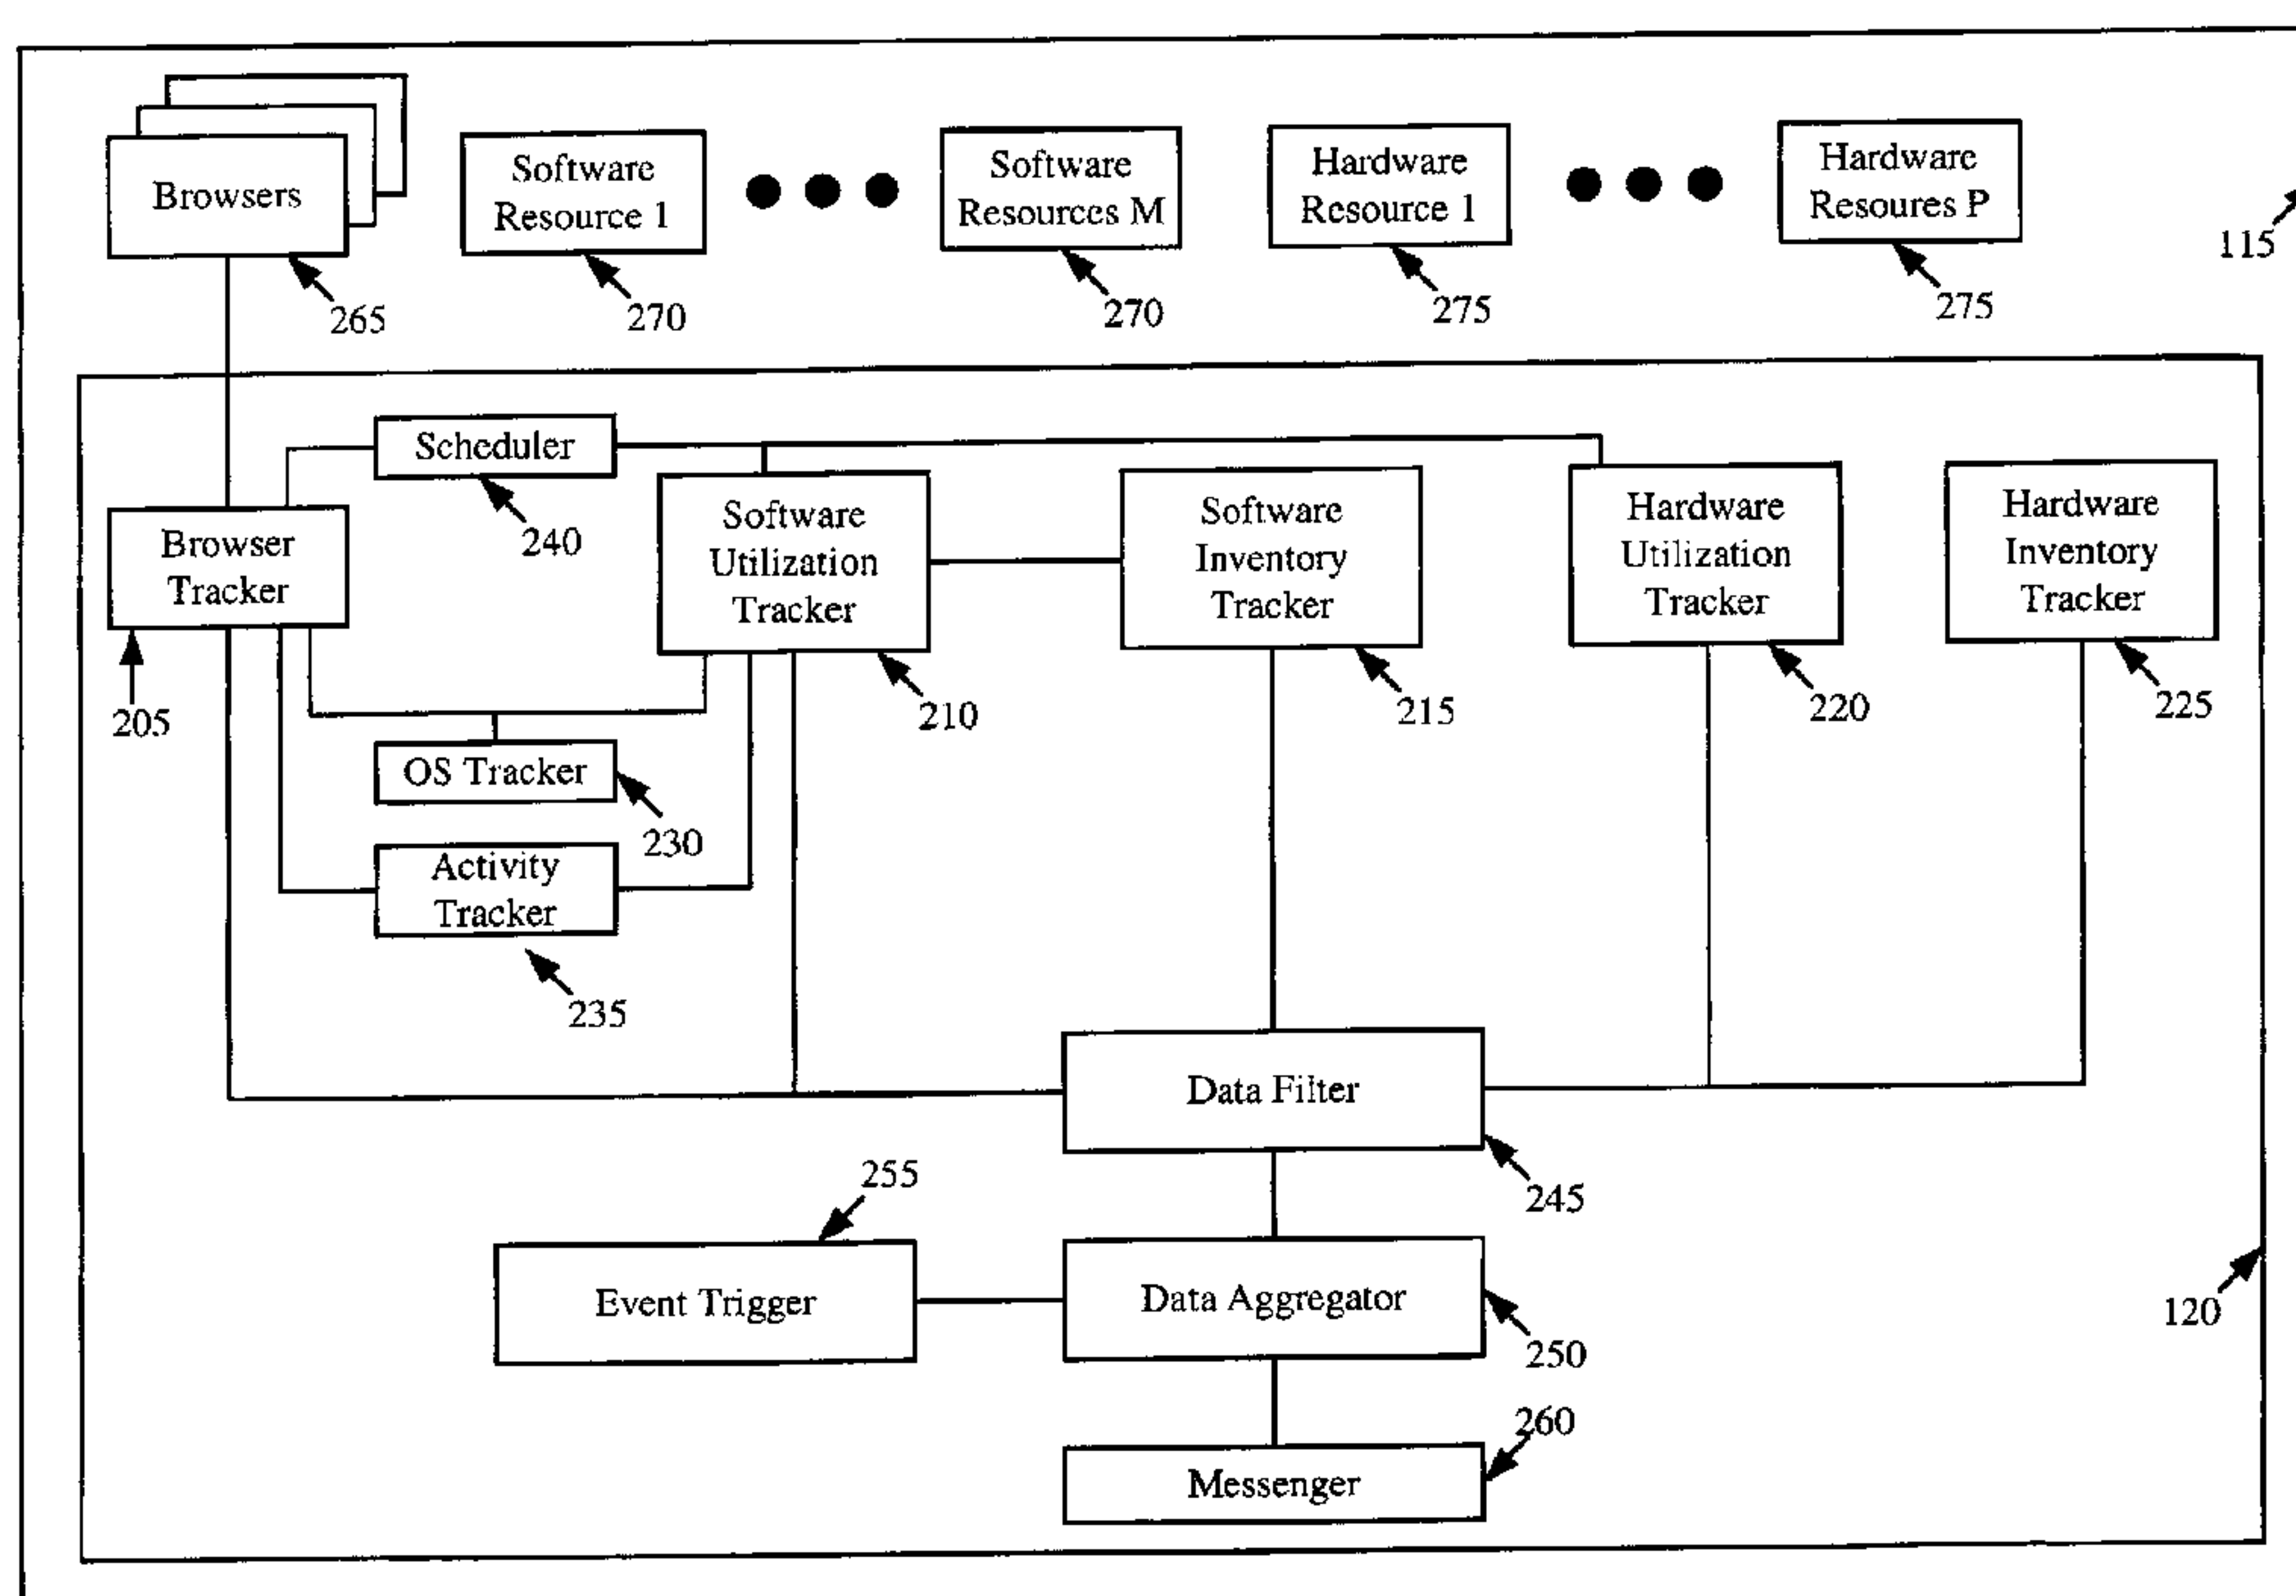 Browsers
Software
Resource 1
Software
Resources M
Hardware
Resource 1
Hardware
Resoures P
115
265
270
270
275
275
Scheduler
240
Browser
Tracker
205
Software
Utilization
Tracker
210
Software
Inventory
Tracker
215
Hardware
Utilization
Tracker
220
Hardware
Inventory
Tracker
225
OS Tracker
230
Activity
Tracker
235
Data Filter
245
255
Event Trigger
Data Aggregator
250
120
260
Messenger